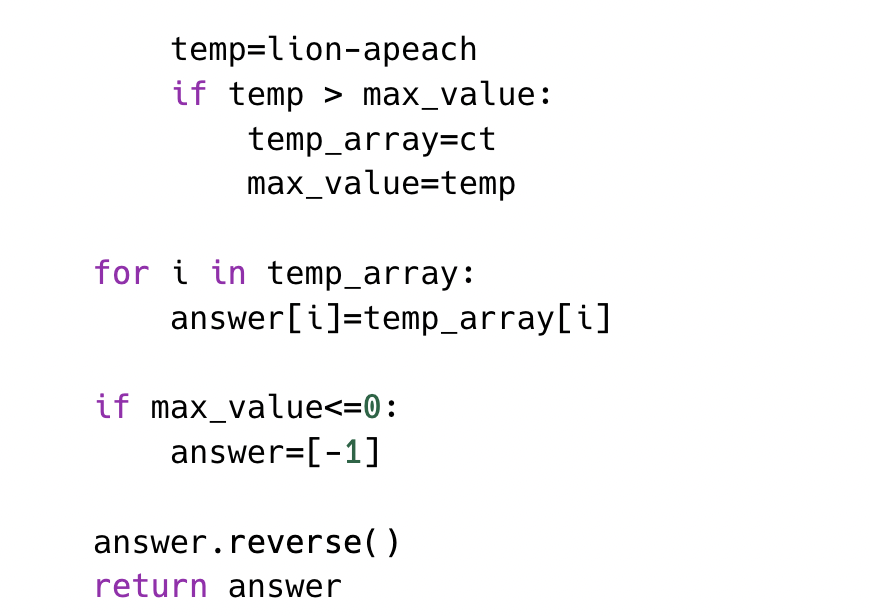 temp=lion-apeach
if temp > max_value:
temp_array=ct
max_value=temp
for i in temp_array:
answer[i]=temp_array[i]
if max_value<=0:
answer=[-1]
answer.reverse()
return answer